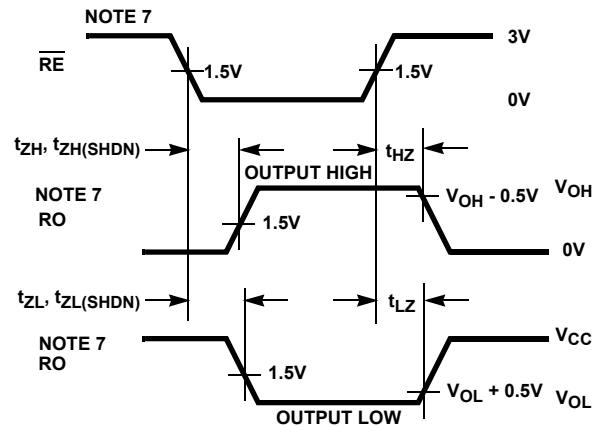 NOTE 7
3V
RE
1.5V
1.5V
0V
tZH, tZH(SHDN)
tHZ
OUTPUT HIGH
NOTE 7
RO
VOH - 0.5V
VOH
1.5V
0V
tZL, tZL(SHDN)
tLZ
NOTE 7
RO
VCC
1.5V
VOL + 0.5V
VOL
OUTPUT LOW